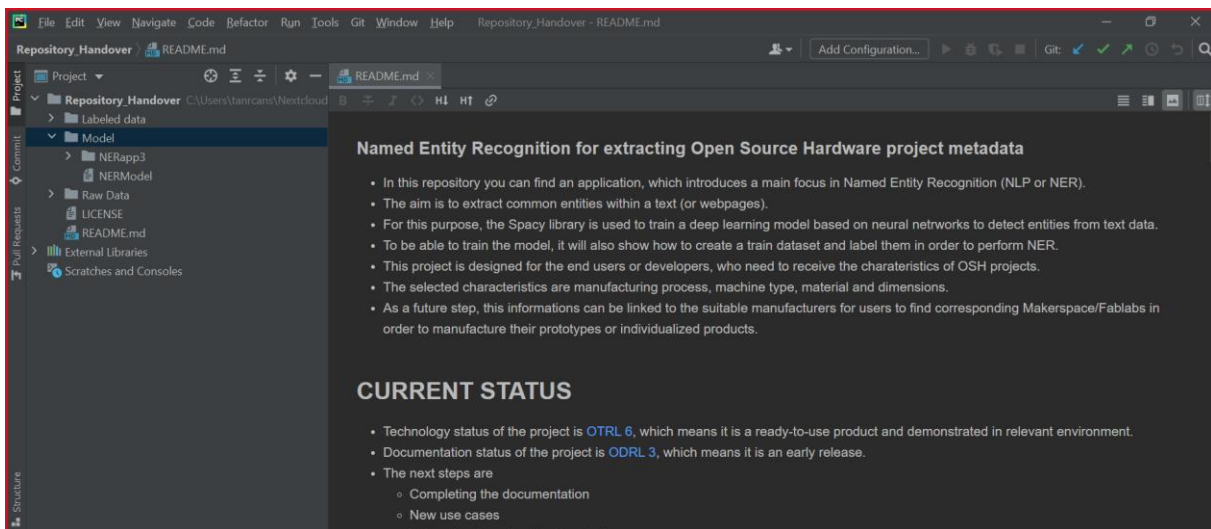 PC File Edit View Navigate Code Refactor Run Tools Git Window Help Repository_Handover - README.md
Repository_Handover README.md Add Configuration... Git:
Project Project README.md
Repository_Handover C:\Users\tanrcans\Nextcloud B I <> H↓ H↑
Labeled data
Model
NERapp3
NERModel
Raw Data
LICENSE
README.md
External Libraries
Scratches and Consoles
Commit
Pull Requests
Structure
Named Entity Recognition for extracting Open Source Hardware project metadata
• In this repository you can find an application, which introduces a main focus in Named Entity Recognition (NLP or NER).
• The aim is to extract common entities within a text (or webpages).
• For this purpose, the Spacy library is used to train a deep learning model based on neural netrworks to detect entities from text data.
• To be able to train the model, it will also show how to create a train dataset and label them in order to perform NER.
• This project is designed for the end users or developers, who need to receive the charateristics of OSH projects.
• The selected characteristics are manufacturing process, machine type, material and dimensions.
• As a future step, this informations can be linked to the suitable manufacturers for users to find corresponding Makerspace/Fablabs in
order to manufacture their prototypes or individualized products.
CURRENT STATUS
• Technology status of the project is OTRL 6, which means it is a ready-to-use product and demonstrated in relevant environment.
• Documentation status of the project is ODRL 3, which means it is an early release.
• The next steps are
◦ Completing the documentation
◦ New use cases